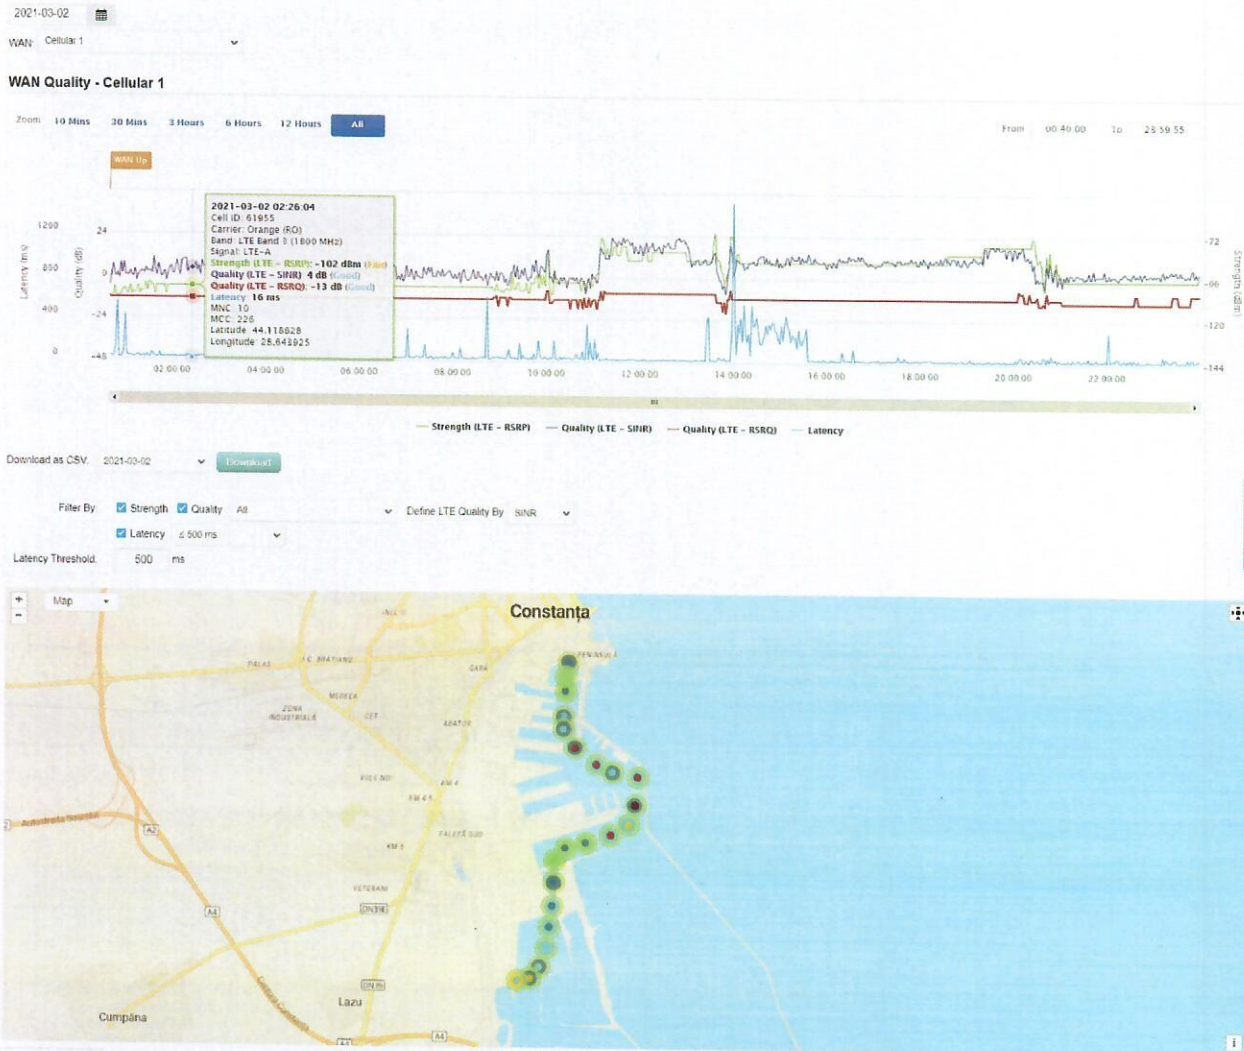 2021-03-02
WAN: Cellular 1
WAN Quality - Cellular 1
Zoom 10 Mins 30 Mins 3 Hours 6 Hours 12 Hours All
From 00:40:00 To 23:59:55
WAN Up
2021-03-02 02:26:04
Cell ID: 61955
Carrier: Orange (RO)
Band: LTE Band 3 (1800 MHz)
Signal: LTE-A
Strength (LTE - RSRP): -102 dBm (Fair)
Quality (LTE - SINR): 4 dB (Good)
Quality (LTE - RSRQ): -13 dB (Good)
Latency: 16 ms
MNC: 10
MCC: 226
Latitude: 44.118628
Longitude: 28.643925
Latency (ms)
1200
800
400
0
Quality (dB)
24
0
-24
-48
-72
-96
-120
-144
Strength (dBm)
02:00:00 04:00:00 06:00:00 08:00:00 10:00:00 12:00:00 14:00:00 16:00:00 18:00:00 20:00:00 22:00:00
Strength (LTE - RSRP) Quality (LTE - SINR) Quality (LTE - RSRQ) Latency
Download as CSV: 2021-03-02 Download
Filter By Strength Quality All Define LTE Quality By SINR
Latency ≤ 500 ms
Latency Threshold: 500 ms
+ Map
-
Constanța
PENINSULĂ
PALAS
I.C. BRĂTIANU
GARĂ
MEDEEA
ZONA
INDUSTRIALĂ
CET
ABATOR
VIILE NOI
KM 4
KM 4-5
FALEZĂ SUD
Autostrada Soarelui
A2
A2
KM 5
VETERANI
DN39E
A4
DN39
Lazu
Cumpăna
A4
A4
i